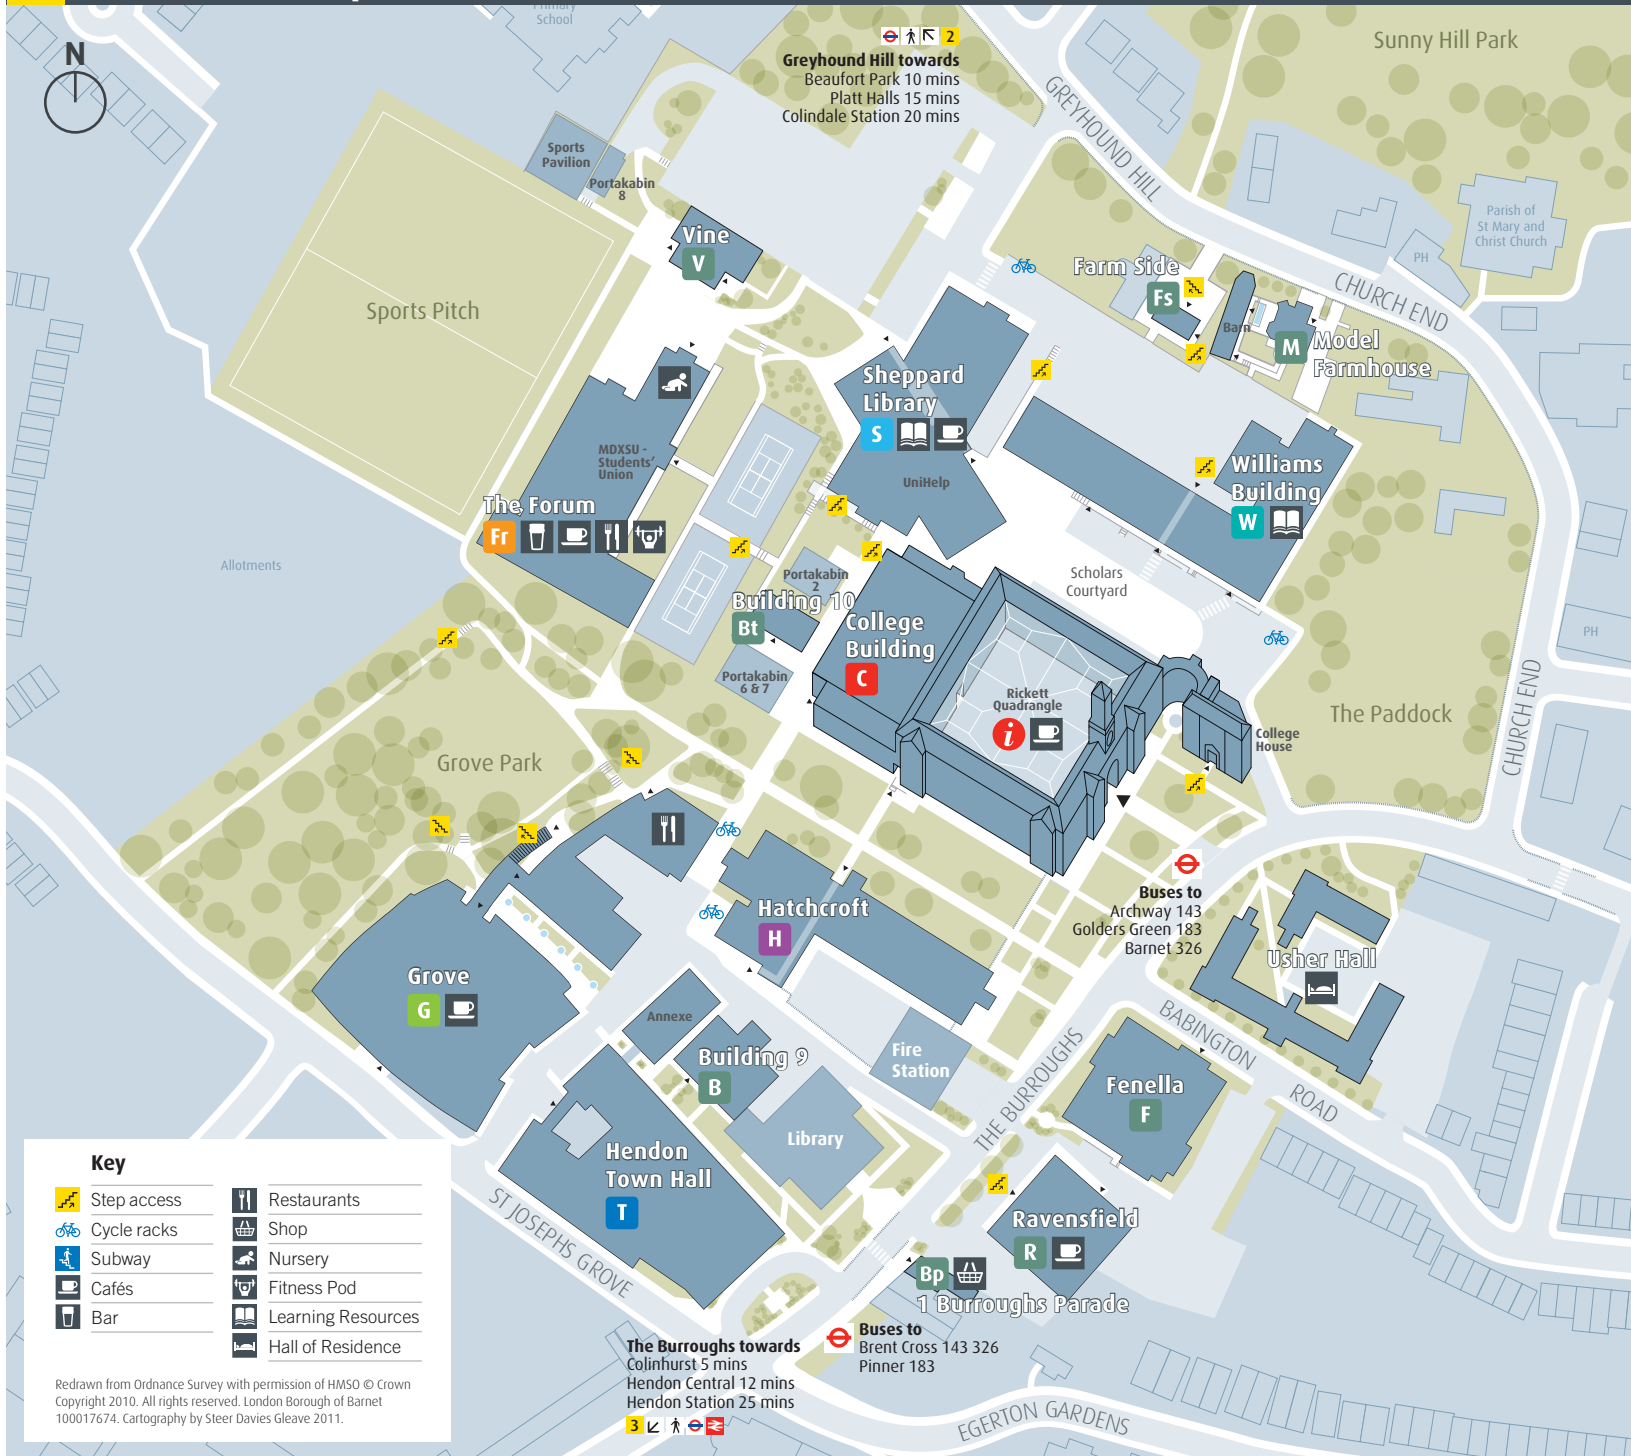 Primary
School
N
2
Greyhound Hill towards
Beaufort Park 10 mins
Platt Halls 15 mins
Colindale Station 20 mins
Sunny Hill Park
GREYHOUND HILL
Sports
Pavilion
Portakabin
8
Parish of
St Mary and
Christ Church
PH
CHURCH END
Vine
V
Farm Side
Fs
Barn
M
Model
Farmhouse
Sports Pitch
Sheppard
Library
S
UniHelp
MDXSU -
Students'
Union
The Forum
Fr
Williams
Building
W
Allotments
Scholars
Courtyard
Portakabin
2
Building 10
Bt
Portakabin
6 & 7
College
Building
C
Rickett
Quadrangle
i
College
House
The Paddock
PH
CHURCH END
Grove Park
Buses to
Archway 143
Golders Green 183
Barnet 326
Hatchcroft
H
Usher Hall
Grove
G
Annexe
Building 9
B
Fire
Station
Library
BABINGTON
ROAD
THE BURROUGHS
Fenella
F
Hendon
Town Hall
T
ST JOSEPHS GROVE
Ravensfield
R
Bp
1 Burroughs Parade
Buses to
Brent Cross 143 326
Pinner 183
The Burroughs towards
Colinhurst 5 mins
Hendon Central 12 mins
Hendon Station 25 mins
3
EGERTON GARDENS
Key
Step access
Cycle racks
Subway
Cafés
Bar
Restaurants
Shop
Nursery
Fitness Pod
Learning Resources
Hall of Residence
Redrawn from Ordnance Survey with permission of HMSO © Crown
Copyright 2010. All rights reserved. London Borough of Barnet
100017674. Cartography by Steer Davies Gleave 2011.